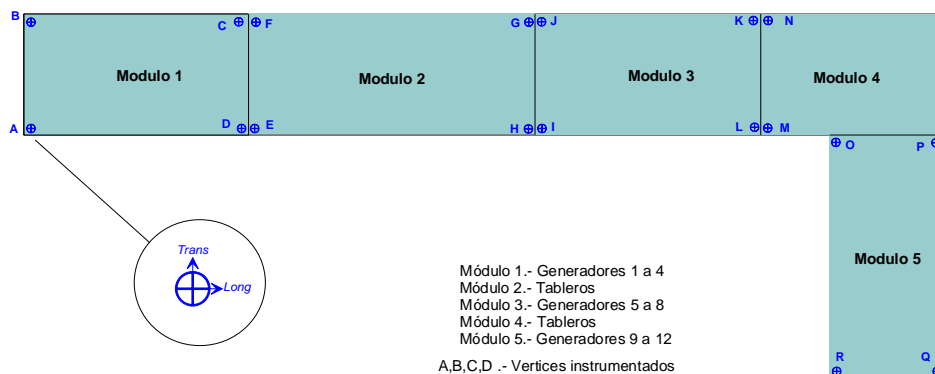 B
C
F
G
J
K
N
Modulo 1
Modulo 2
Modulo 3
Modulo 4
A
D
E
H
I
L
M
O
P
Trans
Long
Modulo 5
Módulo 1.- Generadores 1 a 4
Módulo 2.- Tableros
Módulo 3.- Generadores 5 a 8
Módulo 4.- Tableros
Módulo 5.- Generadores 9 a 12
A,B,C,D .- Vertices instrumentados
R
Q